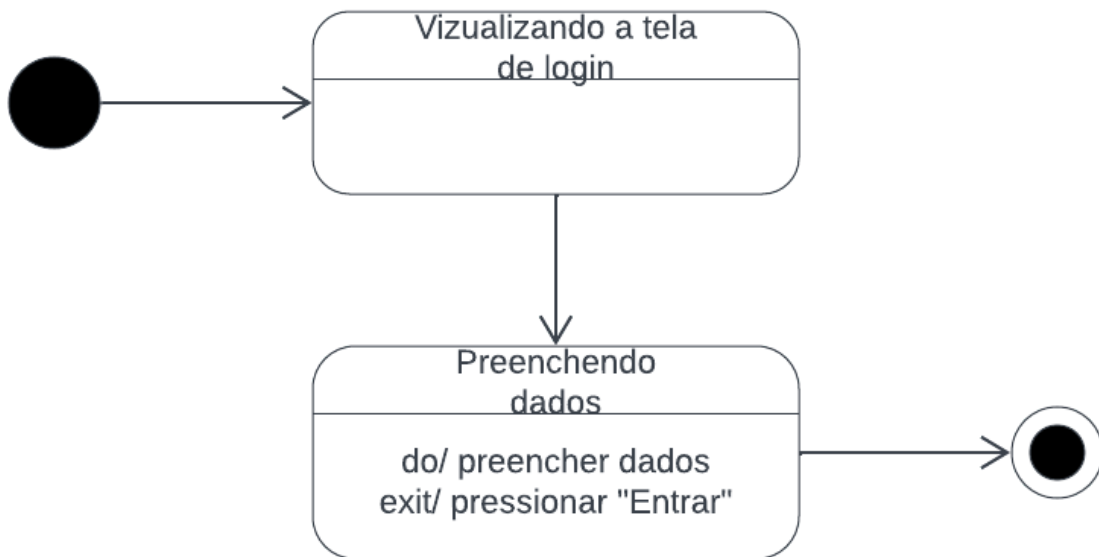 Vizualizando a tela
de login
Preenchendo
dados
do/ preencher dados
exit/ pressionar "Entrar"